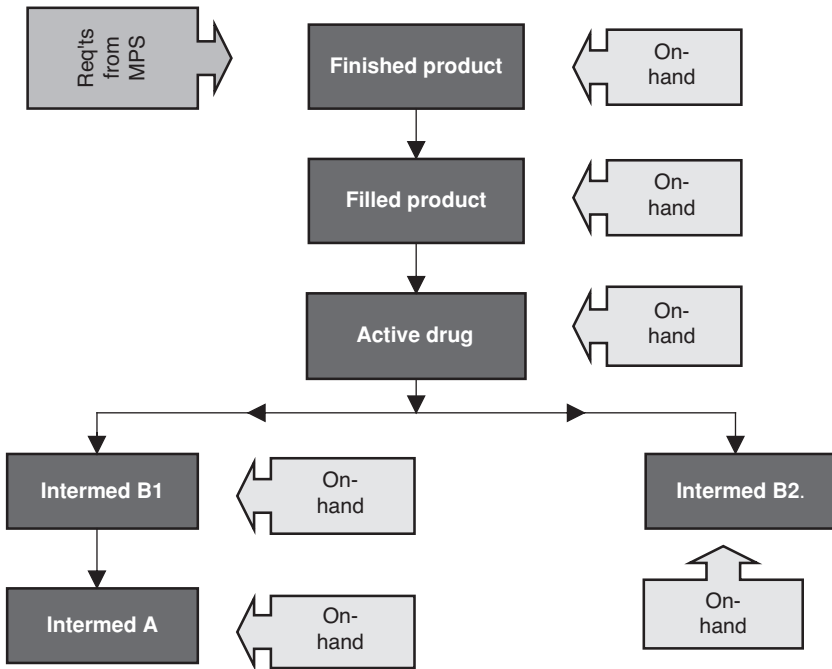 Req'ts
from
MPS
Finished product
On-
hand
Filled product
On-
hand
Active drug
On-
hand
Intermed B1
On-
hand
Intermed B2.
Intermed A
On-
hand
On-
hand